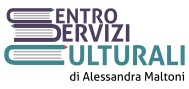 CENTRO
SERVIZI
CULTURALI
di Alessandra Maltoni